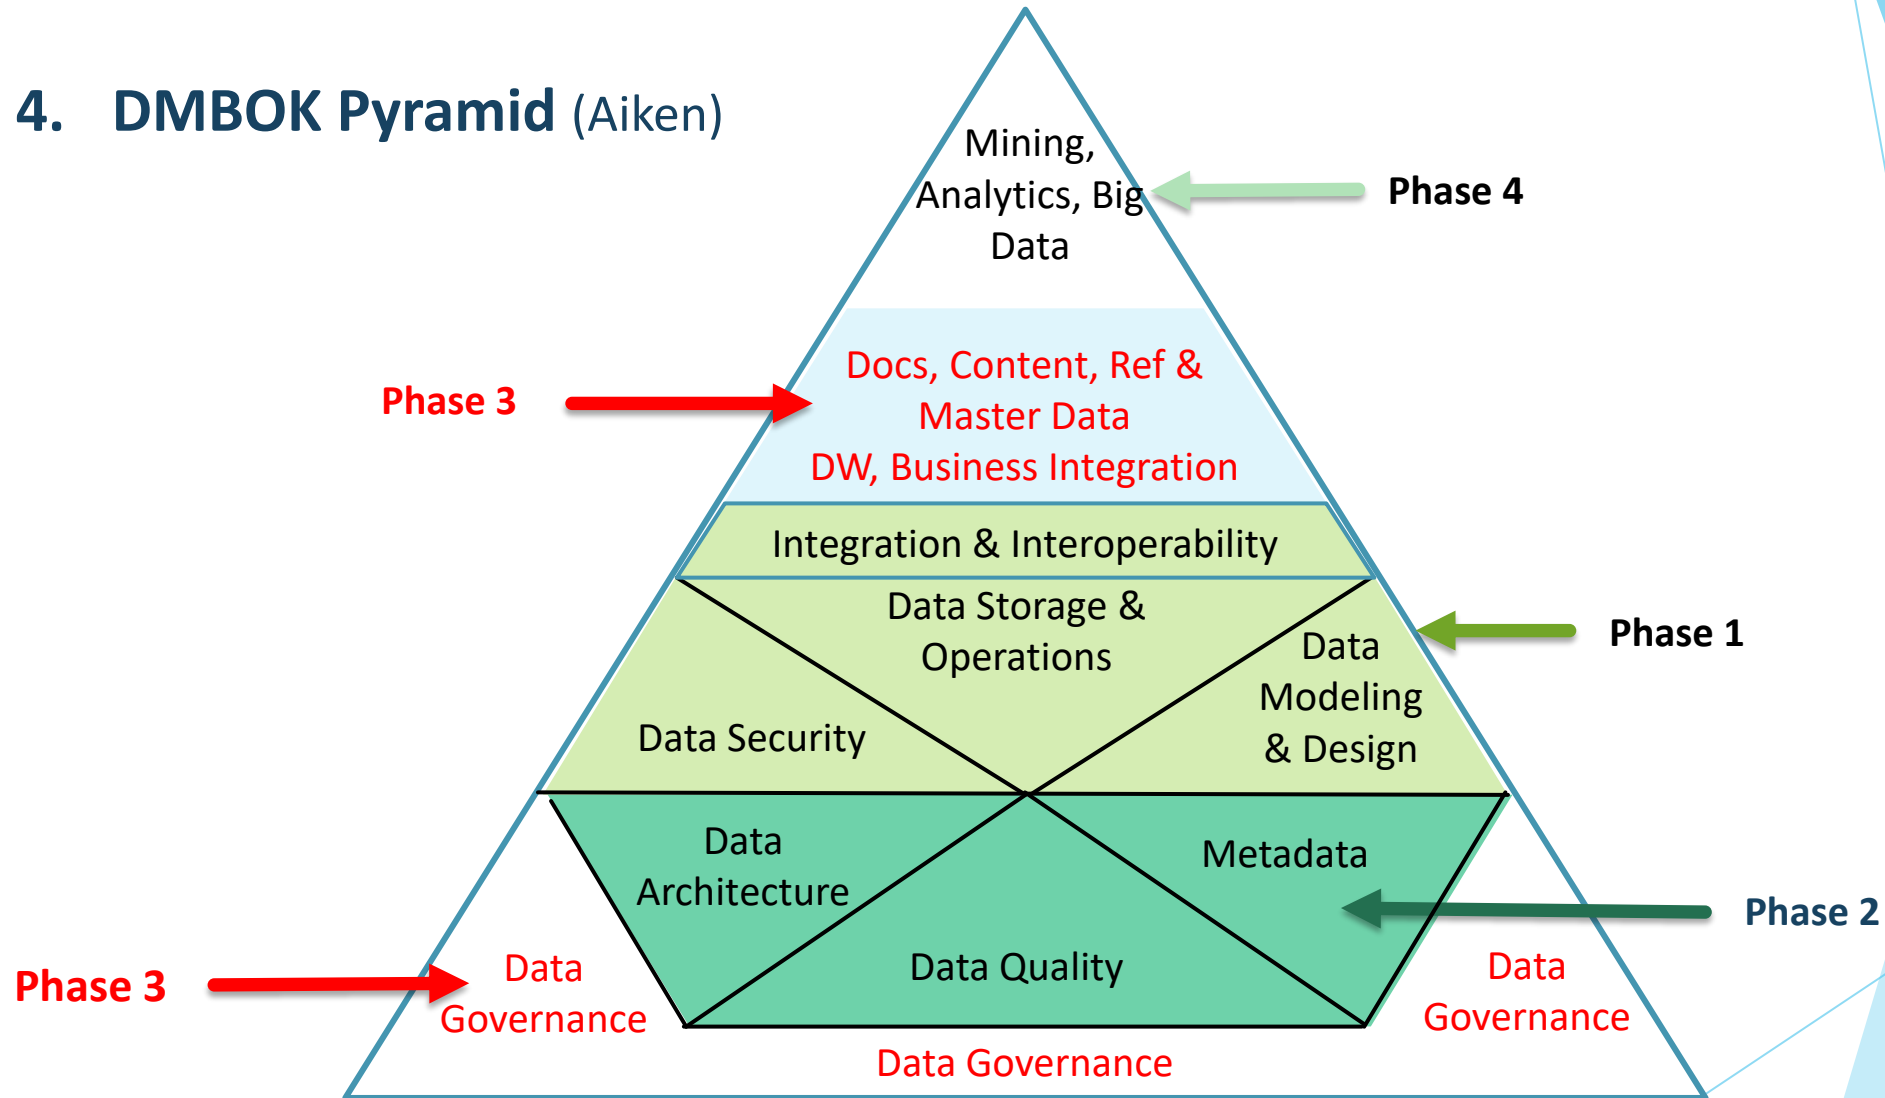 4. DMBOK Pyramid (Aiken)
Mining,
Analytics, Big
Data
Phase 4
Docs, Content, Ref &
Master Data
DW, Business Integration
Phase 3
Integration & Interoperability
Data Storage &
Operations
Data
Modeling
& Design
Phase 1
Data Security
Data
Architecture
Metadata
Phase 2
Data Quality
Phase 3
Data
Governance
Data
Governance
Data Governance